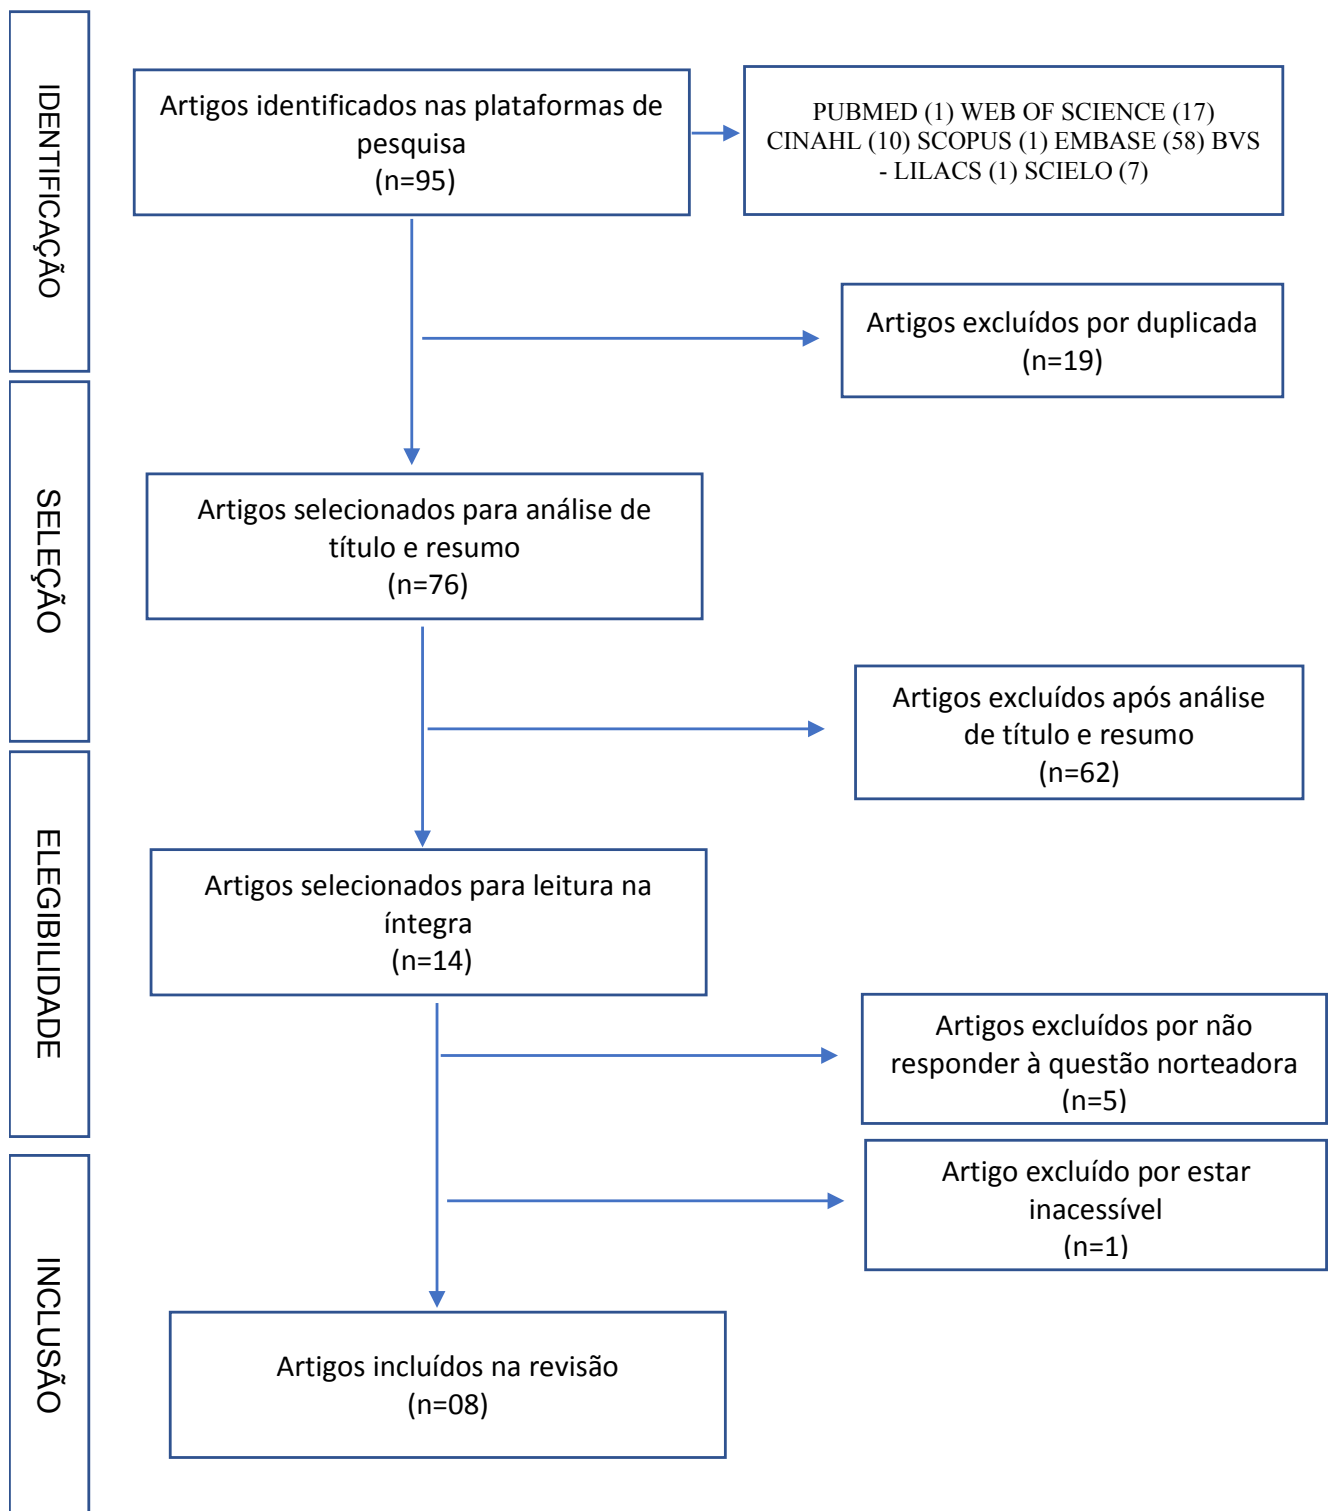 IDENTIFICAÇÃO
Artigos identificados nas plataformas de
pesquisa
(n=95)
PUBMED (1) WEB OF SCIENCE (17)
CINAHL (10) SCOPUS (1) EMBASE (58) BVS
- LILACS (1) SCIELO (7)
Artigos excluídos por duplicada
(n=19)
SELEÇÃO
Artigos selecionados para análise de
título e resumo
(n=76)
Artigos excluídos após análise
de título e resumo
(n=62)
ELEGIBILIDADE
Artigos selecionados para leitura na
íntegra
(n=14)
Artigos excluídos por não
responder à questão norteadora
(n=5)
Artigo excluído por estar
inacessível
(n=1)
INCLUSÃO
Artigos incluídos na revisão
(n=08)